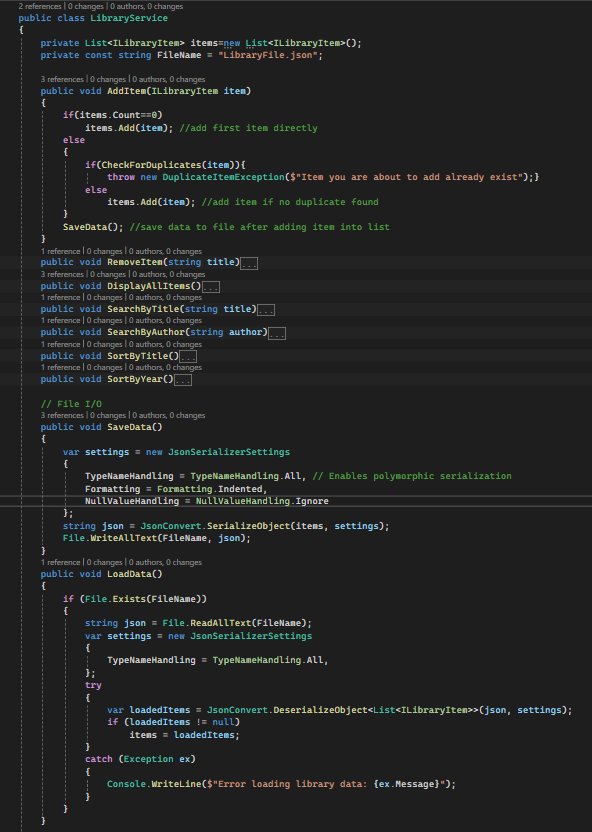 2 references | 0 changes | 0 authors, 0 changes
public class LibraryService
{
private List<ILibraryItem> items=new List<ILibraryItem>();
private const string FileName = "LibraryFile.json";
3 references | 0 changes | 0 authors, 0 changes
public void AddItem(ILibraryItem item)
{
if(items.Count==0)
items.Add(item); //add first item directly
else
{
if(CheckForDuplicates(item)){
throw new DuplicateItemException($"Item you are about to add already exist");}
else
items.Add(item); //add item if no duplicate found
}
SaveData(); //save data to file after adding item into list
}
1 reference | 0 changes | 0 authors, 0 changes
public void RemoveItem(string title)...
3 references | 0 changes | 0 authors, 0 changes
public void DisplayAllItems()...
1 reference | 0 changes | 0 authors, 0 changes
public void SearchByTitle(string title)...
1 reference | 0 changes | 0 authors, 0 changes
public void SearchByAuthor(string author)...
1 reference | 0 changes | 0 authors, 0 changes
public void SortByTitle()...
1 reference | 0 changes | 0 authors, 0 changes
public void SortByYear()...
// File I/O
3 references | 0 changes | 0 authors, 0 changes
public void SaveData()
{
var settings = new JsonSerializerSettings
{
TypeNameHandling = TypeNameHandling.All, // Enables polymorphic serialization
Formatting = Formatting.Indented,
NullValueHandling = NullValueHandling.Ignore
};
string json = JsonConvert.SerializeObject(items, settings);
File.WriteAllText(FileName, json);
}
1 reference | 0 changes | 0 authors, 0 changes
public void LoadData()
{
if (File.Exists(FileName))
{
string json = File.ReadAllText(FileName);
var settings = new JsonSerializerSettings
{
TypeNameHandling = TypeNameHandling.All,
};
try
{
var loadedItems = JsonConvert.DeserializeObject<List<ILibraryItem>>(json, settings);
if (loadedItems != null)
items = loadedItems;
}
catch (Exception ex)
{
Console.WriteLine($"Error loading library data: {ex.Message}");
}
}
}